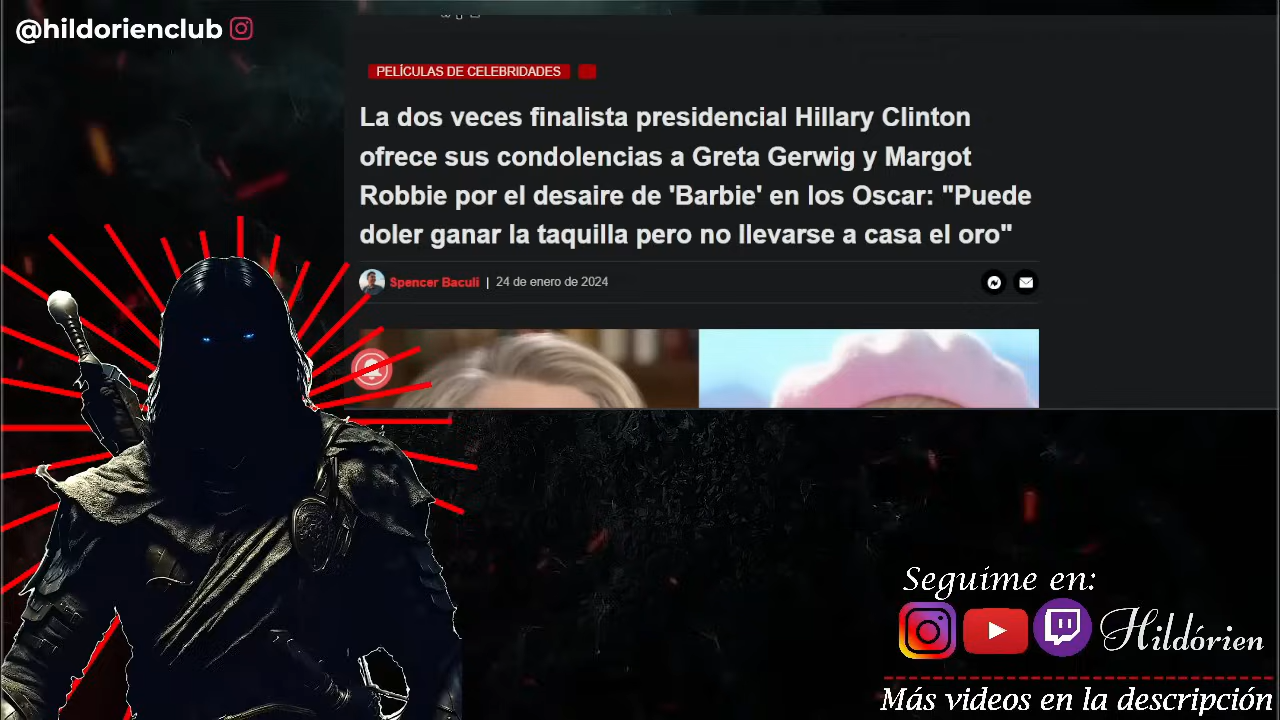 @hildorienclub
PELÍCULAS DE CELEBRIDADES
La dos veces finalista presidencial Hillary Clinton
ofrece sus condolencias a Greta Gerwig y Margot
Robbie por el desaire de 'Barbie' en los Oscar: "Puede
doler ganar la taquilla pero no llevarse a casa el oro"
Spencer Baculi | 24 de enero de 2024
Seguime en:
Hildórien
Más videos en la descripción